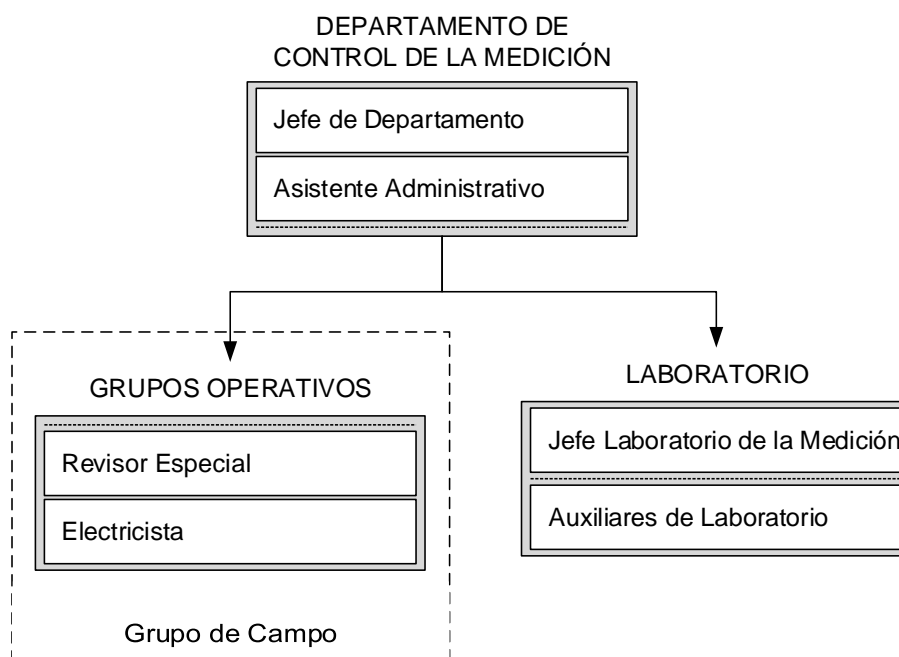 DEPARTAMENTO DE
CONTROL DE LA MEDICIÓN
Jefe de Departamento
Asistente Administrativo
GRUPOS OPERATIVOS
Revisor Especial
Electricista
Grupo de Campo
LABORATORIO
Jefe Laboratorio de la Medición
Auxiliares de Laboratorio